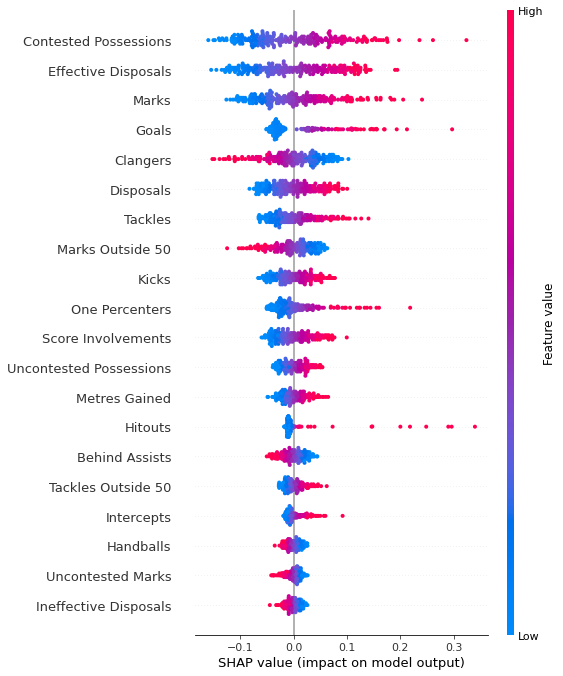 High
Contested Possessions
Effective Disposals
Marks
Goals
Clangers
Disposals
Tackles
Marks Outside 50
Kicks
One Percenters
Score Involvements
Uncontested Possessions
Metres Gained
Hitouts
Behind Assists
Tackles Outside 50
Intercepts
Handballs
Uncontested Marks
Ineffective Disposals
Feature value
Low
−0.1 0.0 0.1 0.2 0.3
SHAP value (impact on model output)